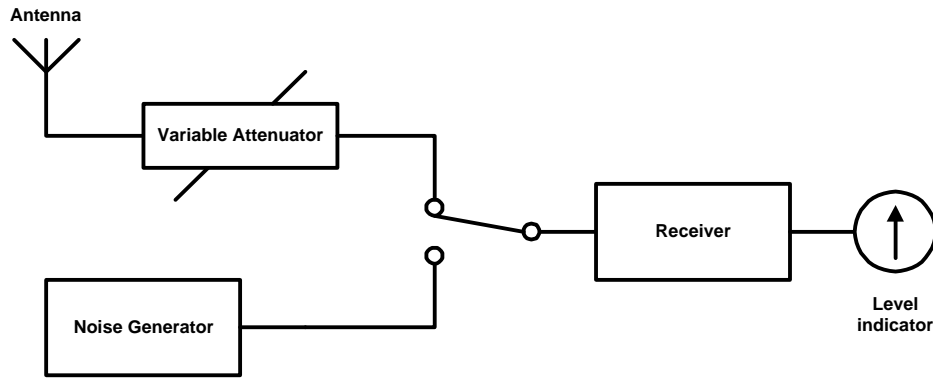 Antenna
Variable Attenuator
Receiver
Noise Generator
Level
indicator